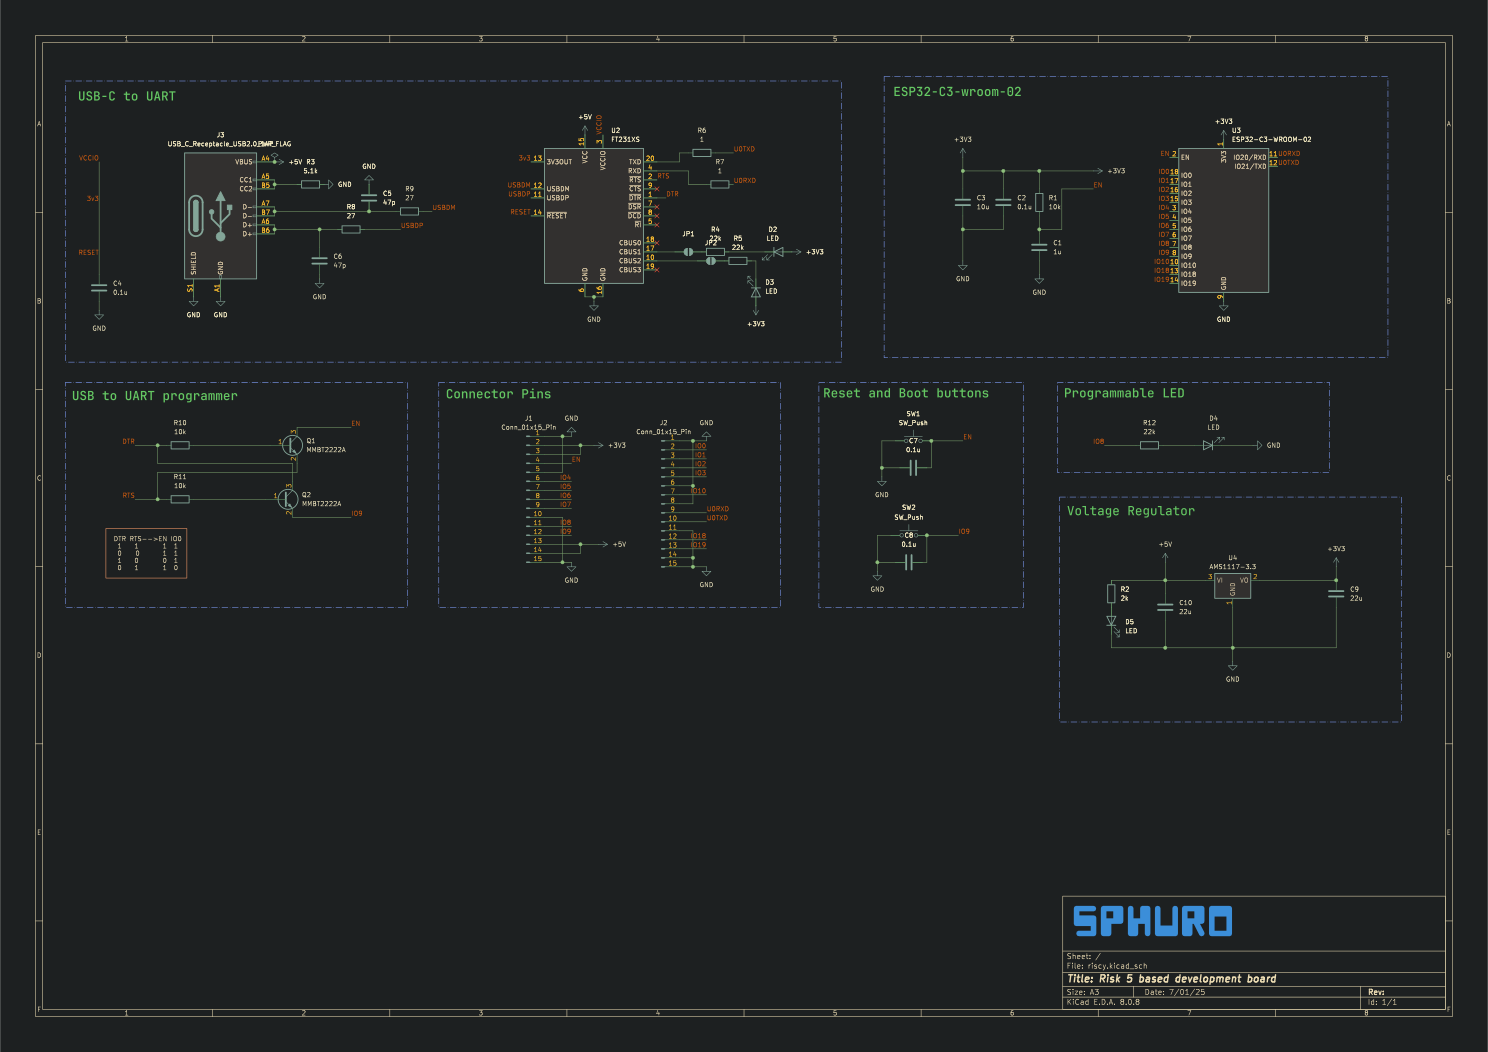 1 2 3 4 5 6 7 8
A
B
C
D
E
F
USB-C to UART
VCCIO
3v3
RESET
C4
0.1u
GND
J3
USB_C_Receptacle_USB2.0_
VBUS A4
+5V
CC1 A5
CC2 B5
D- A7
D- B7
D+ A6
D+ B6
SHIELD
GND
S1
A1
GND
GND
R3
5.1k
GND
GND
C5
47p
R8
27
R9
27
USBDM
USBDP
C6
47p
GND
+5V
VCCIO
15
3
U2
FT231XS
VCC
VCCIO
3v3 13 3V3OUT
USBDM 12 USBDM
USBDP 11 USBDP
RESET 14 RESET
TXD 20
RXD 4
RTS 2 RTS
CTS 9
DTR 1 DTR
DSR 7
DCD 8
RI 5
CBUS0 18
CBUS1 17
CBUS2 10
CBUS3 19
GND
GND
6
16
GND
R6
1
U0TXD
R7
1
U0RXD
JP1
R4
22k
JP2
R5
22k
D2
LED
+3V3
D3
LED
+3V3
ESP32-C3-wroom-02
+3V3
C3
10u
GND
C2
0.1u
R1
10k
EN
+3V3
C1
1u
GND
+3V3
U3
ESP32-C3-WROOM-02
1
3V3
EN 2 EN
IO0 18 IO0
IO1 17 IO1
IO2 16 IO2
IO3 15 IO3
IO4 3 IO4
IO5 4 IO5
IO6 5 IO6
IO7 6 IO7
IO8 7 IO8
IO9 8 IO9
IO10 10 IO10
IO18 13 IO18
IO19 14 IO19
IO20/RXD 11 U0RXD
IO21/TXD 12 U0TXD
GND
9
GND
USB to UART programmer
DTR
R10
10k
1
3
2
Q1
MMBT2222A
EN
RTS
R11
10k
1
3
2
Q2
MMBT2222A
IO9
DTR RTS-->EN IO0
1 1 1 1
0 0 1 1
1 0 0 1
0 1 1 0
Connector Pins
J1
Conn_01x15_Pin
GND
1
2
3
4
5
6
7
8
9
10
11
12
13
14
15
+3V3
EN
IO4
IO5
IO6
IO7
IO8
IO9
+5V
GND
J2
Conn_01x15_Pin
GND
1
2
3
4
5
6
7
8
9
10
11
12
13
14
15
IO0
IO1
IO2
IO3
IO10
U0RXD
U0TXD
IO18
IO19
GND
Reset and Boot buttons
SW1
SW_Push
C7
0.1u
EN
GND
SW2
SW_Push
C8
0.1u
IO9
GND
Programmable LED
IO8
R12
22k
D4
LED
GND
Voltage Regulator
+5V
U4
AMS1117-3.3
3 VI
VO 2
GND
1
+3V3
R2
2k
D5
LED
C10
22u
C9
22u
GND
SPHURO
Sheet: /
File: riscy.kicad_sch
Title: Risk 5 based development board
Size: A3
Date: 7/01/25
Rev:
KiCad E.D.A. 8.0.8
Id: 1/1
A
B
C
D
E
F
1 2 3 4 5 6 7 8